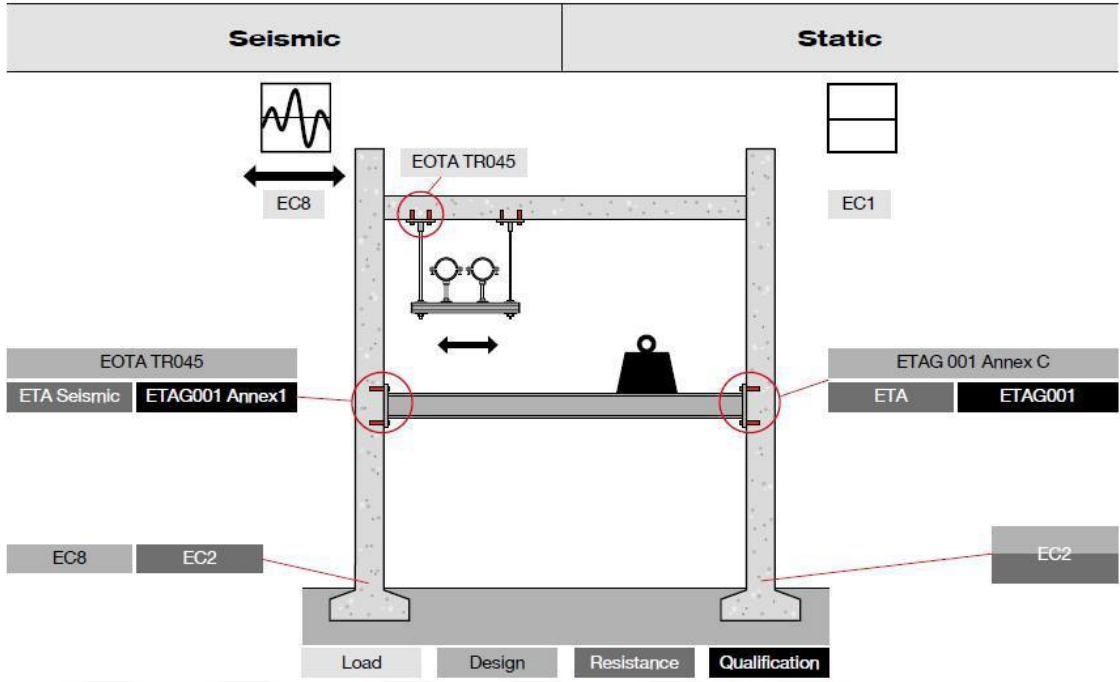 Seismic Static
EOTA TR045
EC8 EC1
EOTA TR045 ETAG 001 Annex C
ETA Seismic ETAG001 Annex1 ETA ETAG001
EC8 EC2 EC2
Load Design Resistance Qualification